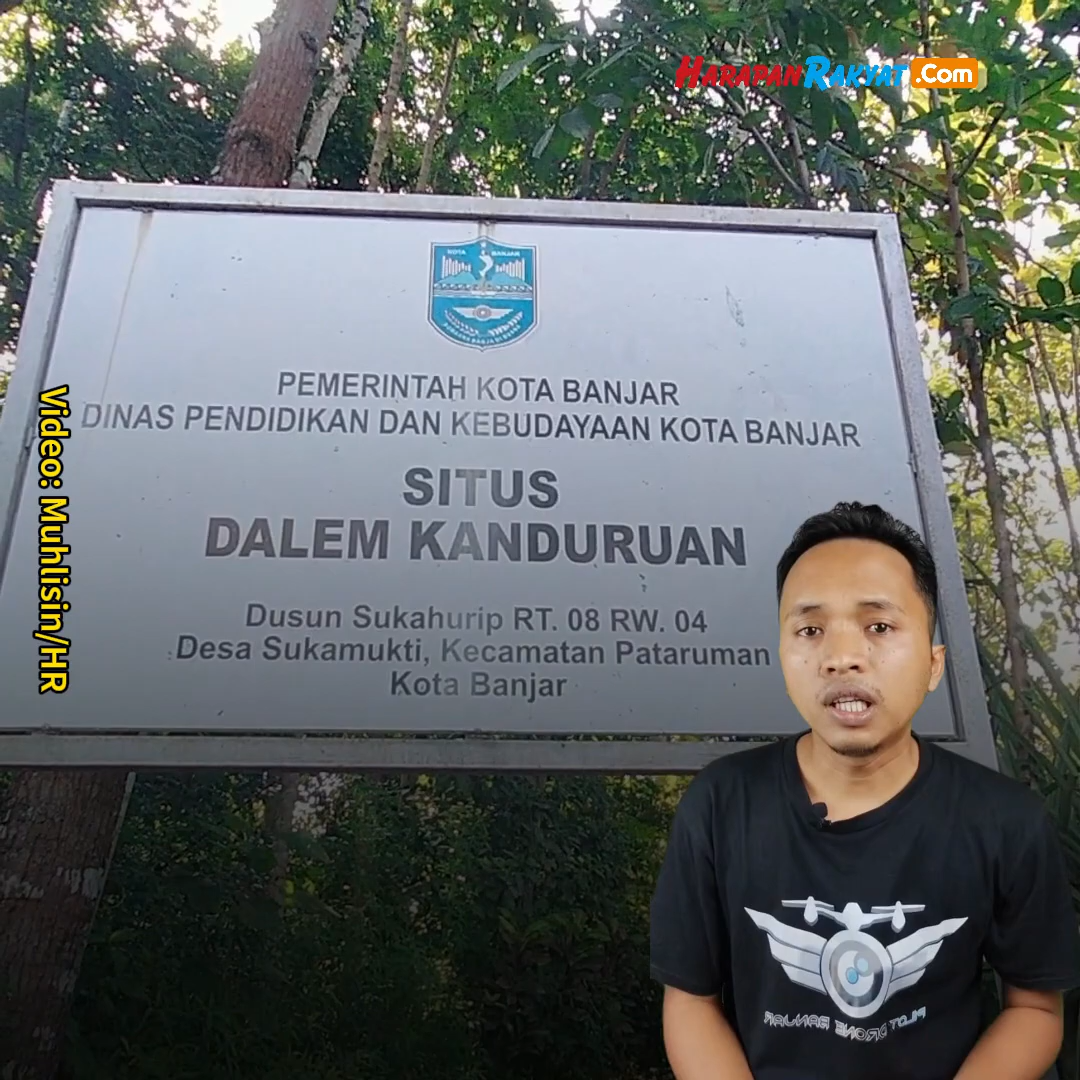 HARAPANRAKYAT.Com
KOTA BANJAR
PEMERINTAH KOTA BANJAR
DINAS PENDIDIKAN DAN KEBUDAYAAN KOTA BANJAR
SITUS
DALEM KANDURUAN
Dusun Sukahurip RT. 08 RW. 04
Desa Sukamukti, Kecamatan Pataruman
Kota Banjar
Video: Muhlisin/HR
PILOT DRONE BANJAR